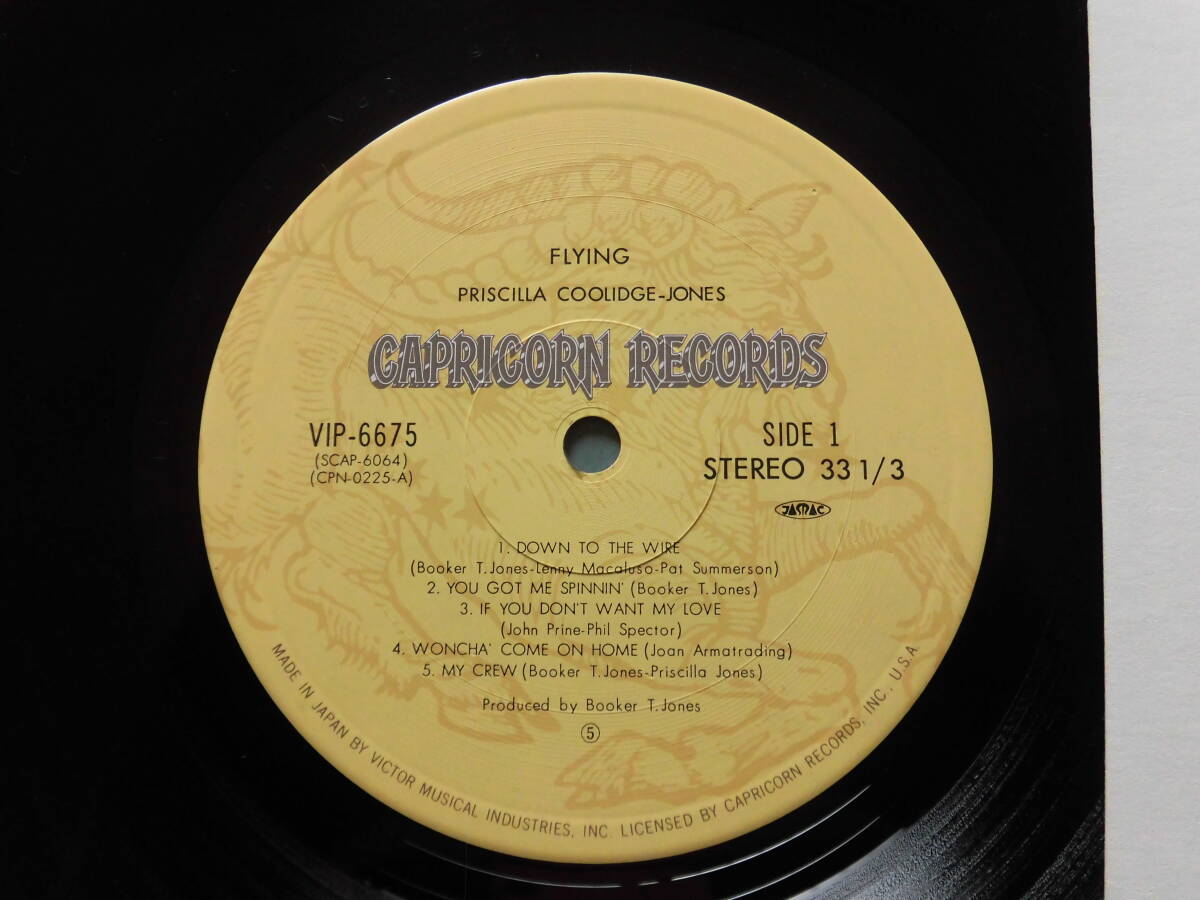 FLYING
PRISCILLA COOLIDGE-JONES
CAPRICORN RECORDS
VIP-6675
(SCAP-6064)
(CPN-0225-A)
SIDE 1
STEREO 33 1/3
JASRAC
1. DOWN TO THE WIRE
(Booker T. Jones-Lenny Macaluso-Pat Summerson)
2. YOU GOT ME SPINNIN' (Booker T. Jones)
3. IF YOU DON'T WANT MY LOVE
(John Prine-Phil Spector)
4. WONCHA' COME ON HOME (Joan Armatrading)
5. MY CREW (Booker T. Jones-Priscilla Jones)
Produced by Booker T. Jones
⑤
MADE IN JAPAN BY VICTOR MUSICAL INDUSTRIES, INC. LICENSED BY CAPRICORN RECORDS, INC., U.S.A